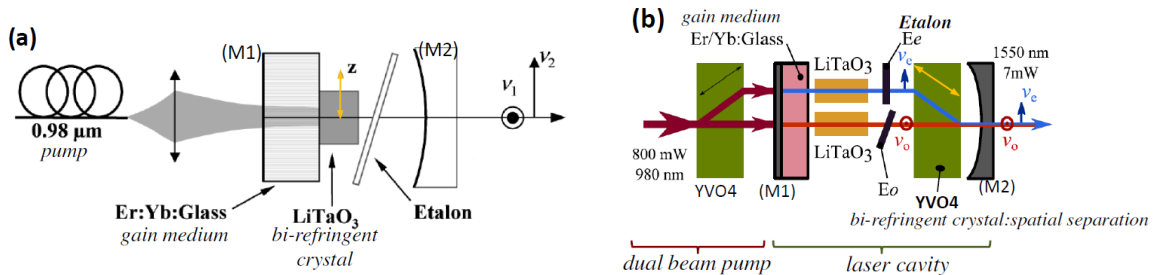 (a)
(M1)
(M2)
z
ν₂
ν₁
0.98 μm
pump
Er:Yb:Glass
gain medium
LiTaO₃
bi-refringent
crystal
Etalon
(b)
gain medium
Er/Yb:Glass
LiTaO₃
Etalon
Ee
νe
1550 nm
7mW
νe
800 mW
980 nm
YVO4
(M1)
LiTaO₃
Eo
νo
YVO4
(M2)
νo
bi-refringent crystal:spatial separation
dual beam pump
laser cavity